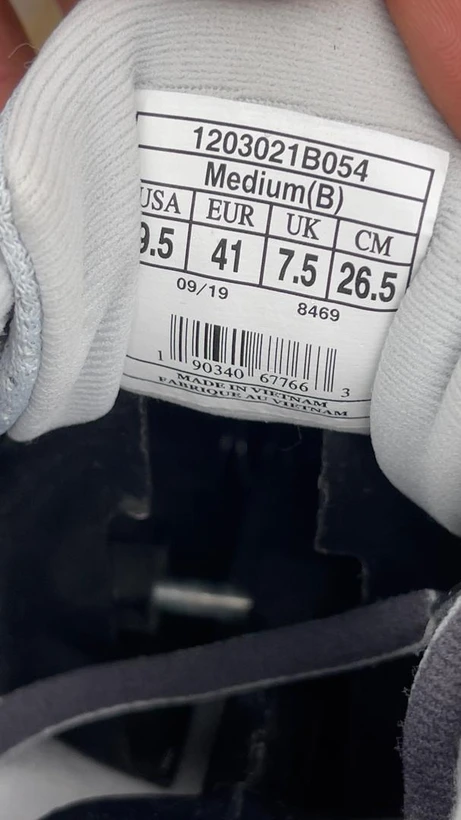 1203021B054
Medium(B)
USA EUR UK CM
9.5 41 7.5 26.5
09/19 8469
1 90340 67766 3
MADE IN VIETNAM
FABRIQUE AU VIETNAM